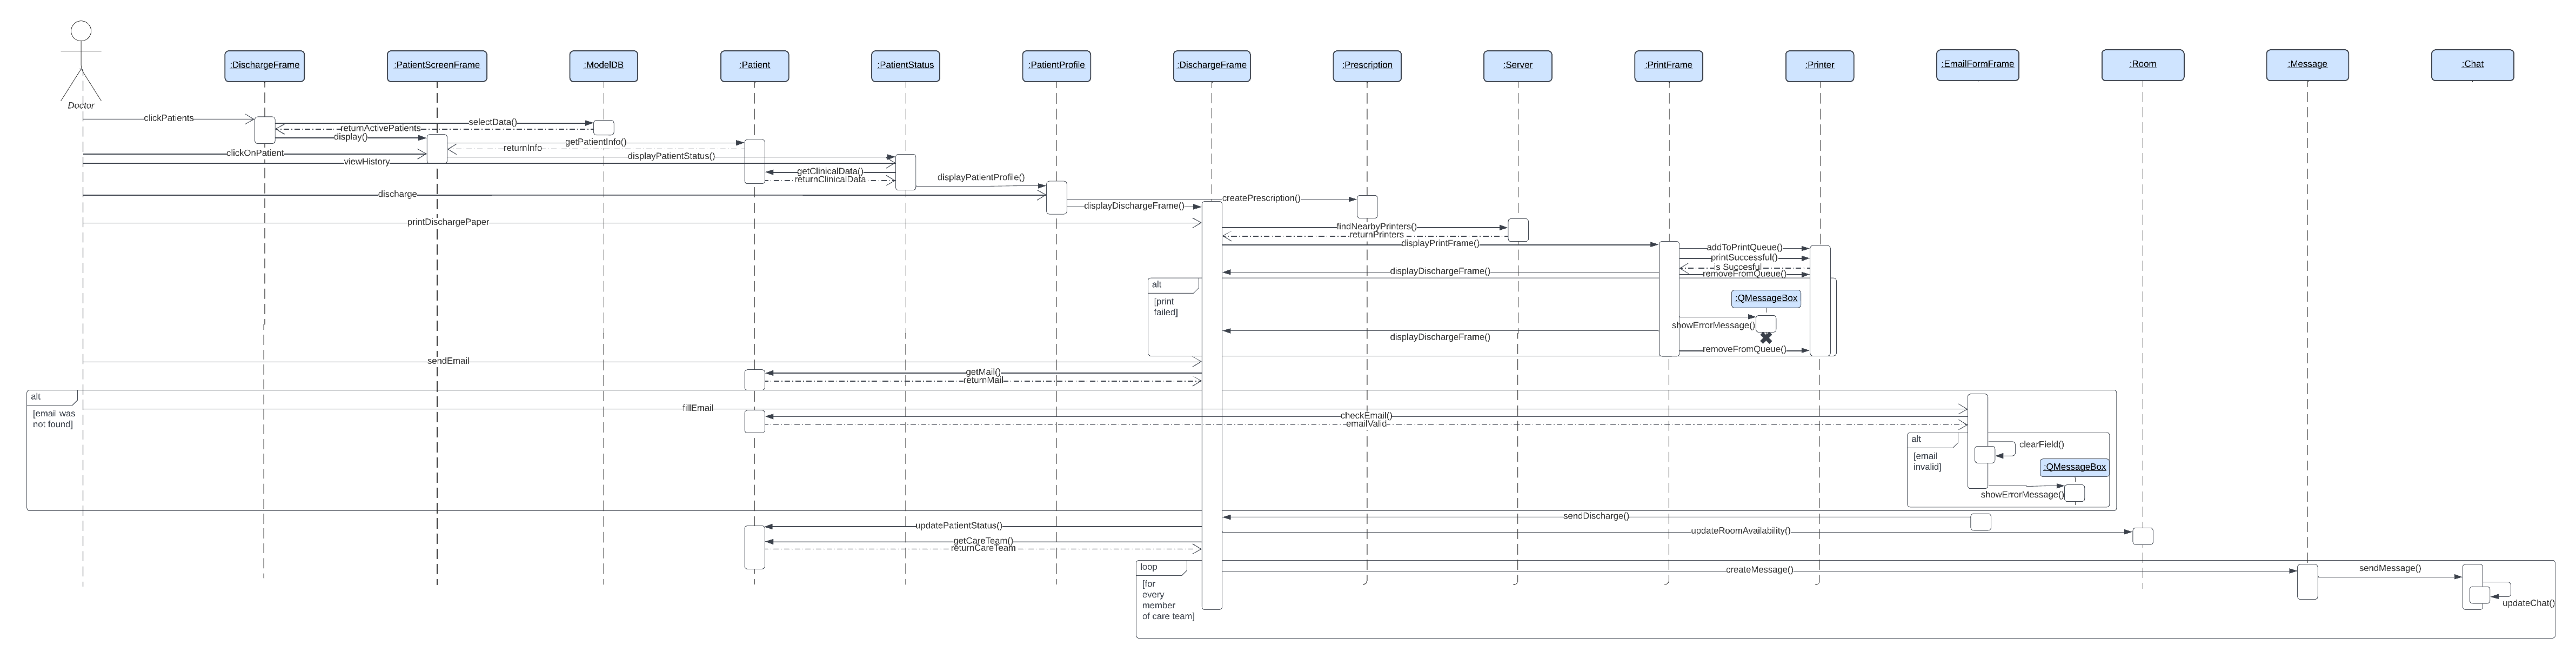 Doctor
:DischargeFrame
:PatientScreenFrame
:ModelDB
:Patient
:PatientStatus
:PatientProfile
:DischargeFrame
:Prescription
:Server
:PrintFrame
:Printer
:EmailFormFrame
:Room
:Message
:Chat
clickPatients
selectData()
returnActivePatients
display()
getPatientInfo()
returnInfo
clickOnPatient
displayPatientStatus()
viewHistory
getClinicalData()
returnClinicalData
displayPatientProfile()
discharge
createPrescription()
displayDischargeFrame()
printDischargePaper
findNearbyPrinters()
returnPrinters
displayPrintFrame()
addToPrintQueue()
printSuccessful()
is Succesful
displayDischargeFrame()
removeFromQueue()
alt
[print
failed]
:QMessageBox
showErrorMessage()
displayDischargeFrame()
removeFromQueue()
sendEmail
getMail()
returnMail
alt
[email was
not found]
fillEmail
checkEmail()
emailValid
alt
[email
invalid]
clearField()
:QMessageBox
showErrorMessage()
sendDischarge()
updatePatientStatus()
updateRoomAvailability()
getCareTeam()
returnCareTeam
loop
[for
every
member
of care team]
createMessage()
sendMessage()
updateChat()